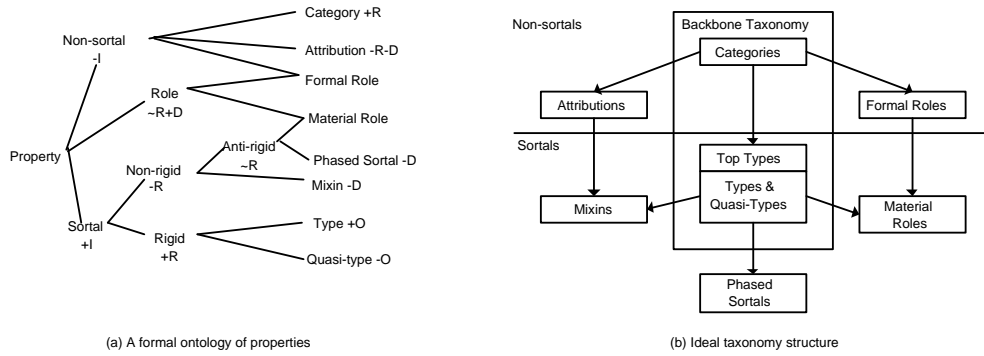 Category +R
Non-sortal
-I
Attribution -R-D
Formal Role
Role
~R+D
Material Role
Property
Anti-rigid
~R
Phased Sortal -D
Non-rigid
-R
Mixin -D
Sortal
+I
Type +O
Rigid
+R
Quasi-type -O
(a) A formal ontology of properties
Non-sortals
Backbone Taxonomy
Categories
Attributions
Formal Roles
Sortals
Top Types
Types &
Quasi-Types
Mixins
Material
Roles
Phased
Sortals
(b) Ideal taxonomy structure